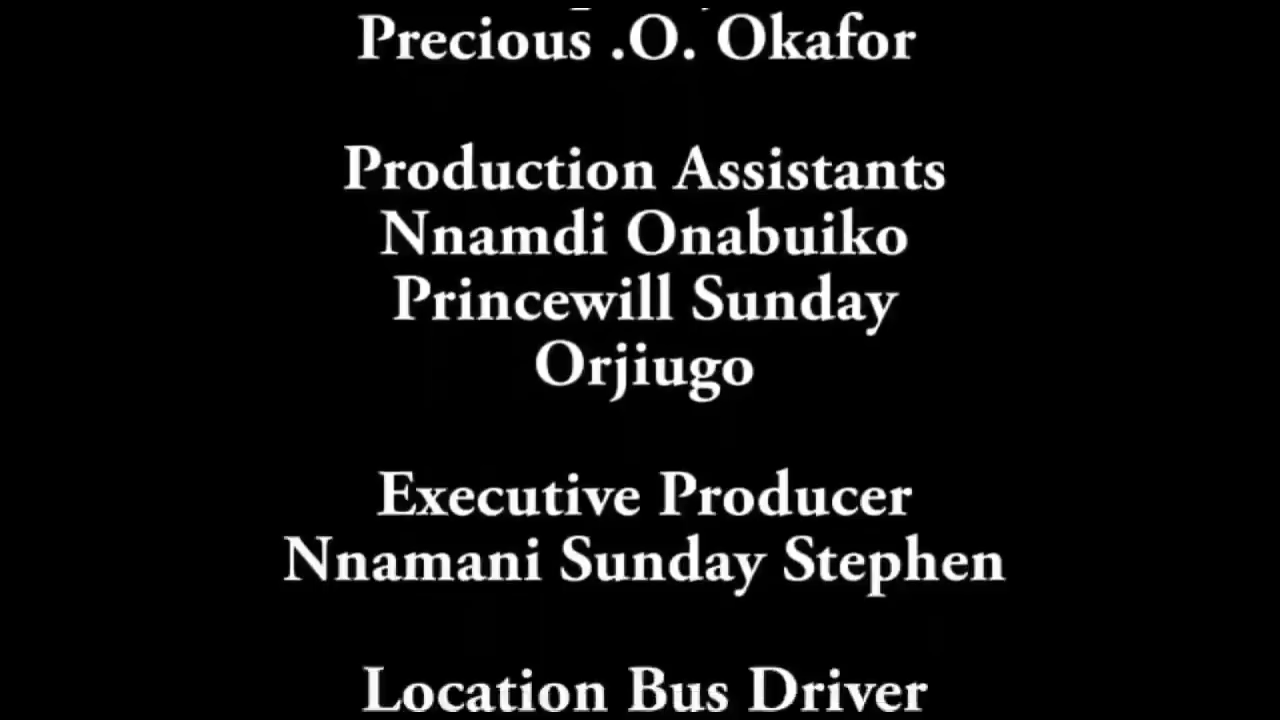 Precious .O. Okafor
Production Assistants
Nnamdi Onabuiko
Princewill Sunday
Orjiugo
Executive Producer
Nnamani Sunday Stephen
Location Bus Driver